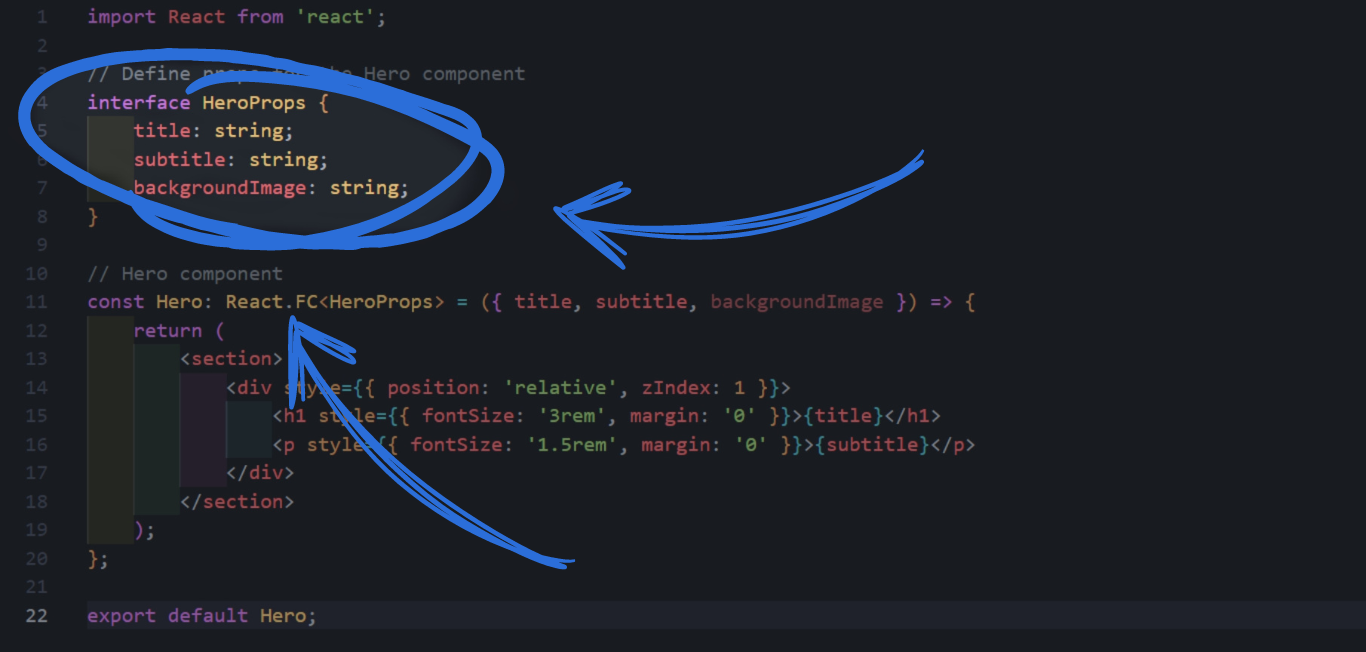 1 import React from 'react';
2
3 // Define props for the Hero component
4 interface HeroProps {
5 title: string;
6 subtitle: string;
7 backgroundImage: string;
8 }
9
10 // Hero component
11 const Hero: React.FC<HeroProps> = ({ title, subtitle, backgroundImage }) => {
12 return (
13 <section>
14 <div style={{ position: 'relative', zIndex: 1 }}>
15 <h1 style={{ fontSize: '3rem', margin: '0' }}>{title}</h1>
16 <p style={{ fontSize: '1.5rem', margin: '0' }}>{subtitle}</p>
17 </div>
18 </section>
19 );
20 };
21
22 export default Hero;